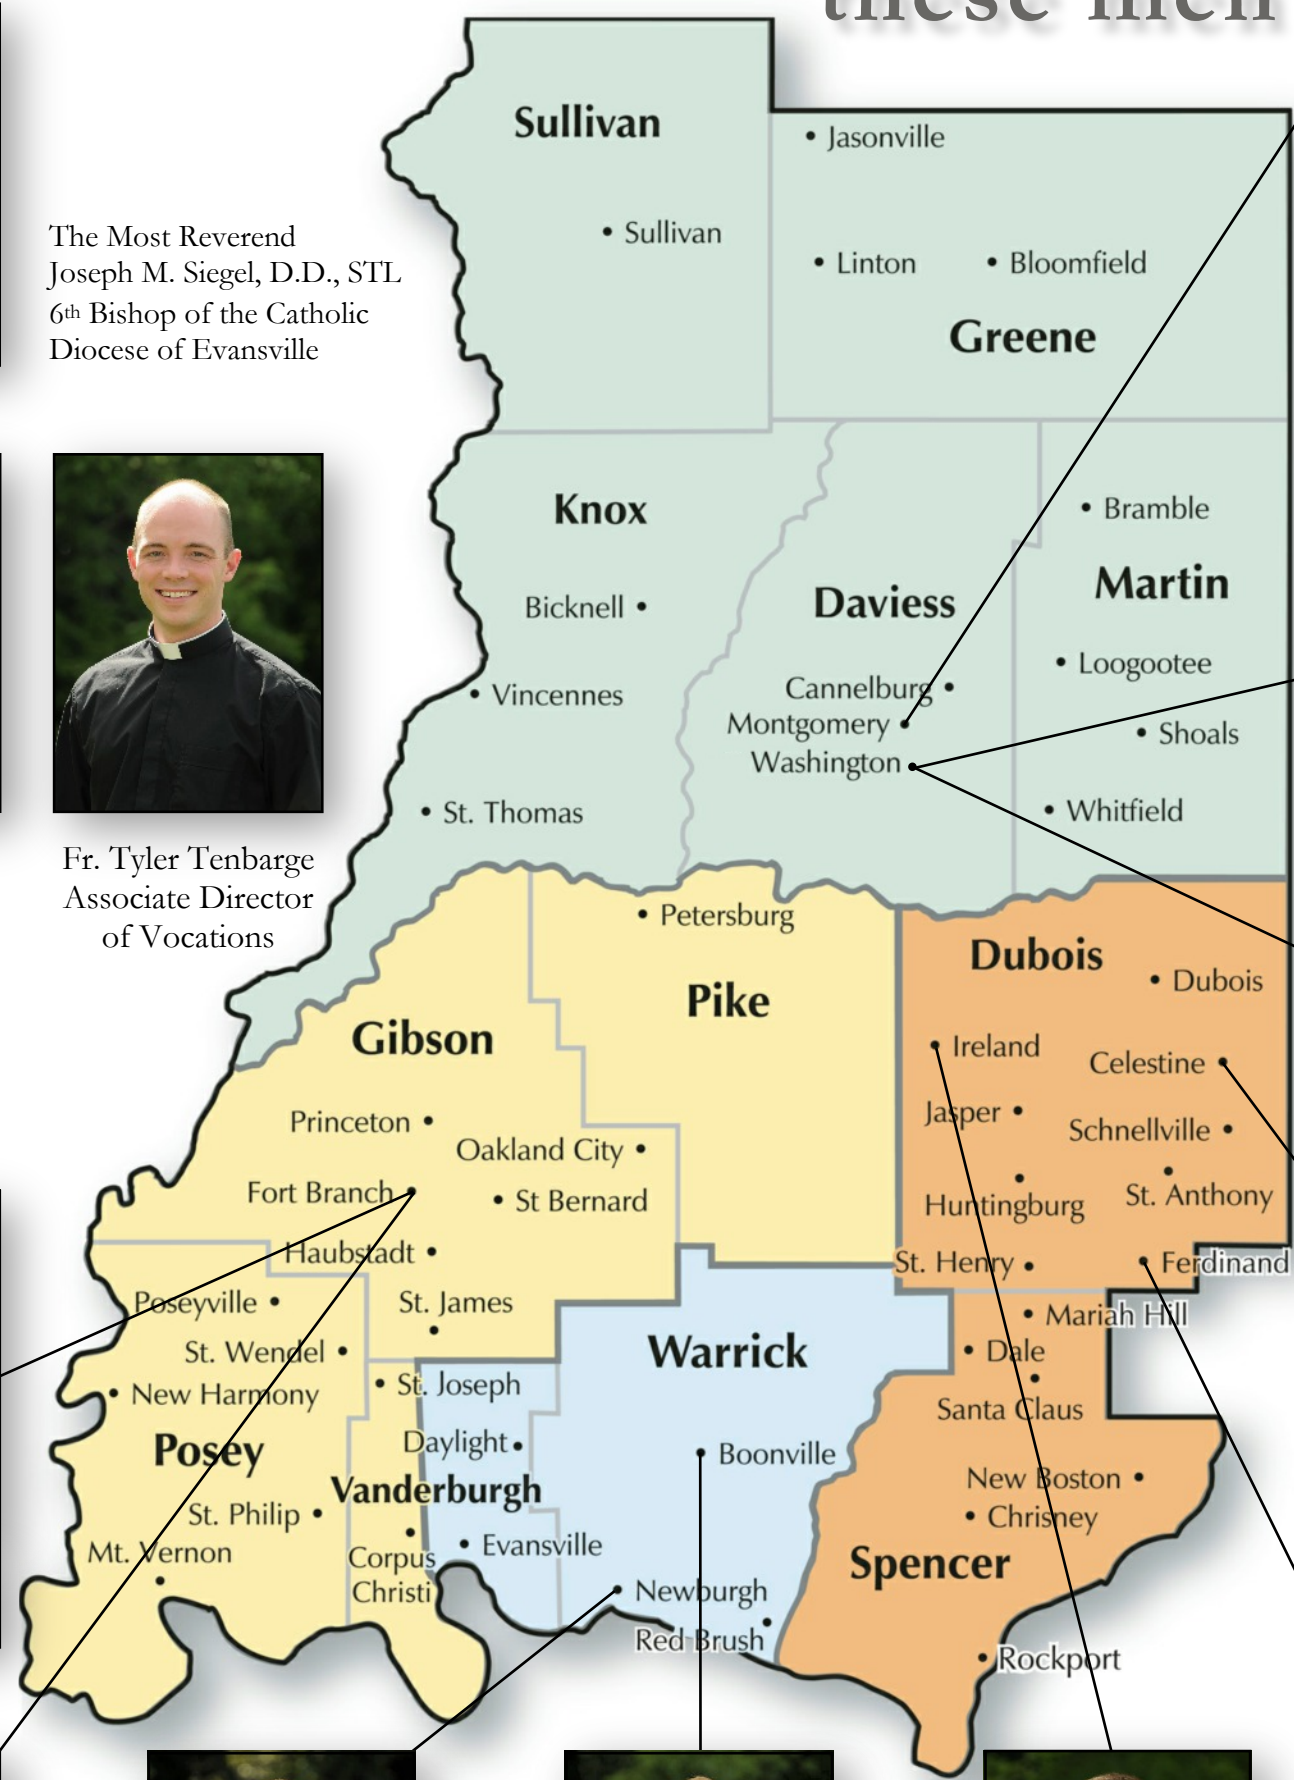 these men
The Most Reverend
Joseph M. Siegel, D.D., STL
6th Bishop of the Catholic
Diocese of Evansville
Fr. Tyler Tenbarge
Associate Director
of Vocations
Sullivan
Jasonville
Sullivan
Linton
Bloomfield
Greene
Knox
Bramble
Martin
Daviess
Bicknell
Loogootee
Cannelburg
Vincennes
Montgomery
Shoals
Washington
St. Thomas
Whitfield
Petersburg
Dubois
Dubois
Pike
Gibson
Ireland
Celestine
Jasper
Princeton
Schnellville
Oakland City
Fort Branch
St Bernard
Huntingburg
St. Anthony
Haubstadt
St. Henry
Ferdinand
Poseyville
St. James
Mariah Hill
St. Wendel
Warrick
Dale
New Harmony
St. Joseph
Santa Claus
Posey
Daylight
Boonville
Vanderburgh
New Boston
St. Philip
Chrisney
Mt. Vernon
Corpus
Christi
Evansville
Spencer
Newburgh
Red Brush
Rockport